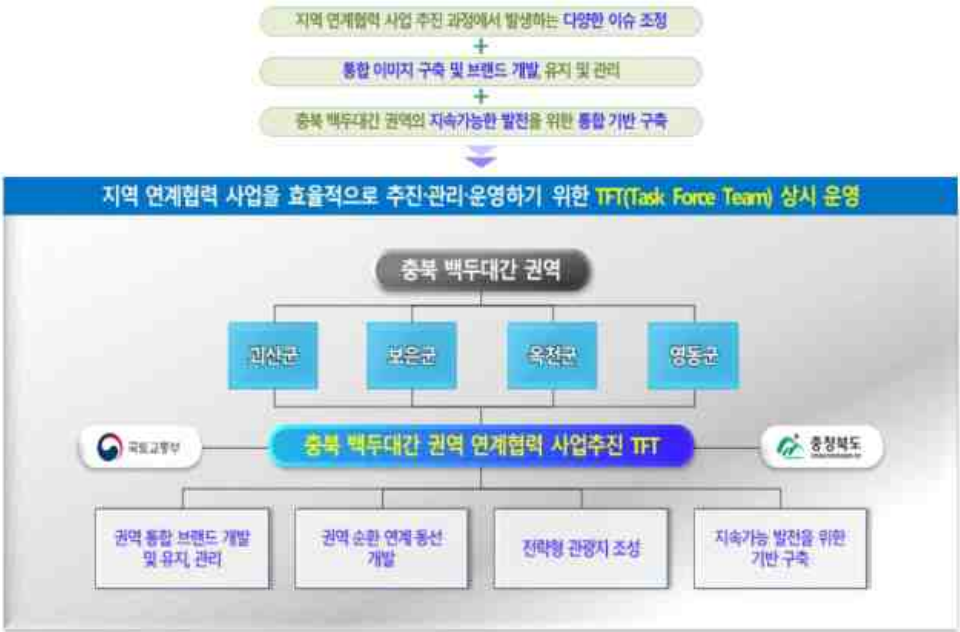 지역 연계협력 사업 추진 과정에서 발생하는 다양한 이슈 조정
+
통합 이미지 구축 및 브랜드 개발, 유지 및 관리
+
충북 백두대간 권역의 지속가능한 발전을 위한 통합 기반 구축
지역 연계협력 사업을 효율적으로 추진·관리·운영하기 위한 TFT(Task Force Team) 상시 운영
충북 백두대간 권역
괴산군
보은군
옥천군
영동군
국토교통부
충북 백두대간 권역 연계협력 사업추진 TFT
충청북도
권역 통합 브랜드 개발
및 유지, 관리
권역 순환 연계 동선
개발
전략형 관광지 조성
지속가능 발전을 위한
기반 구축